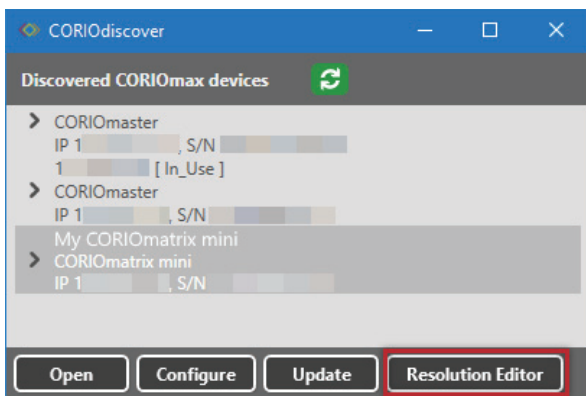 CORIOdiscover
Discovered CORIOmax devices
CORIOmaster
IP 1 , S/N
1 [ In_Use ]
CORIOmaster
IP 1 , S/N
My CORIOmatrix mini
CORIOmatrix mini
IP 1 , S/N
Open Configure Update Resolution Editor